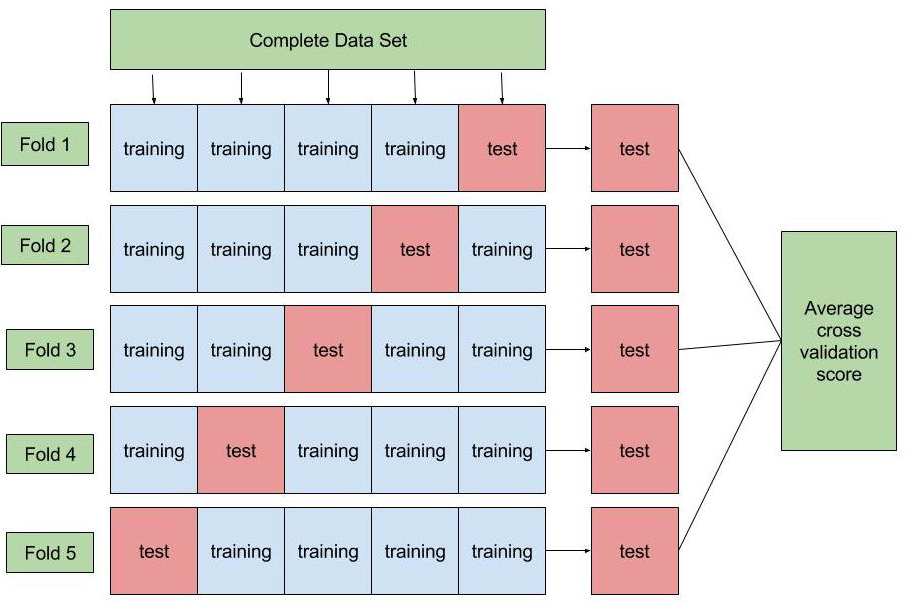 Complete Data Set
Fold 1
training training training training test test
Fold 2
training training training test training test
Fold 3
training training test training training test
Average
cross
validation
score
Fold 4
training test training training training test
Fold 5
test training training training training test